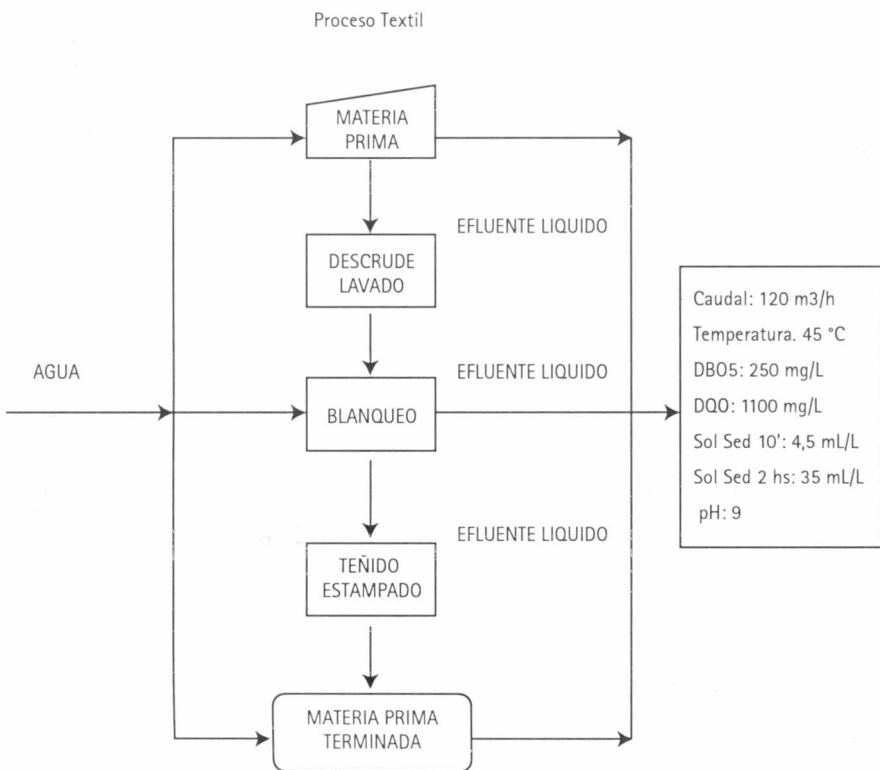 Proceso Textil
MATERIA
PRIMA
EFLUENTE LIQUIDO
DESCRUDE
LAVADO
AGUA
EFLUENTE LIQUIDO
BLANQUEO
EFLUENTE LIQUIDO
TEÑIDO
ESTAMPADO
MATERIA PRIMA
TERMINADA
Caudal: 120 m3/h
Temperatura. 45 °C
DBO5: 250 mg/L
DQO: 1100 mg/L
Sol Sed 10': 4,5 mL/L
Sol Sed 2 hs: 35 mL/L
pH: 9